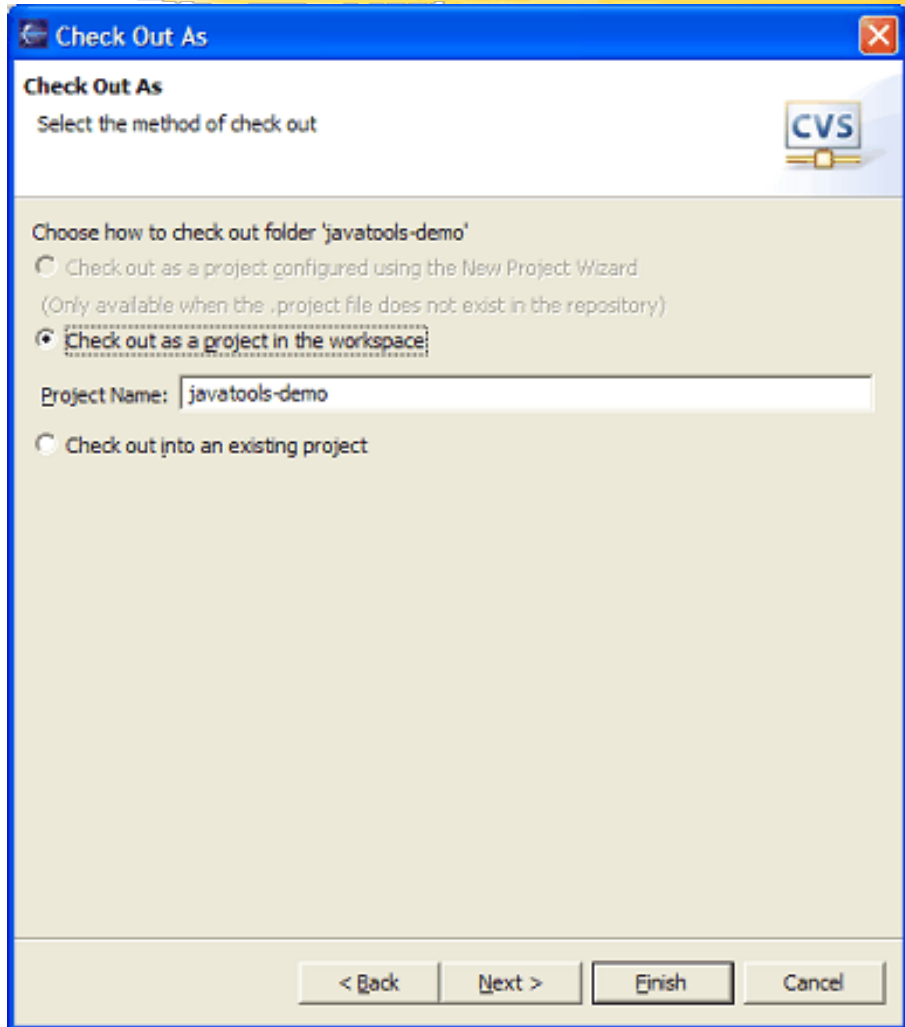 Check Out As
Check Out As
Select the method of check out
CVS
Choose how to check out folder 'javatools-demo'
Check out as a project configured using the New Project Wizard
(Only available when the .project file does not exist in the repository)
Check out as a project in the workspace
Project Name: javatools-demo
Check out into an existing project
< Back Next > Finish Cancel